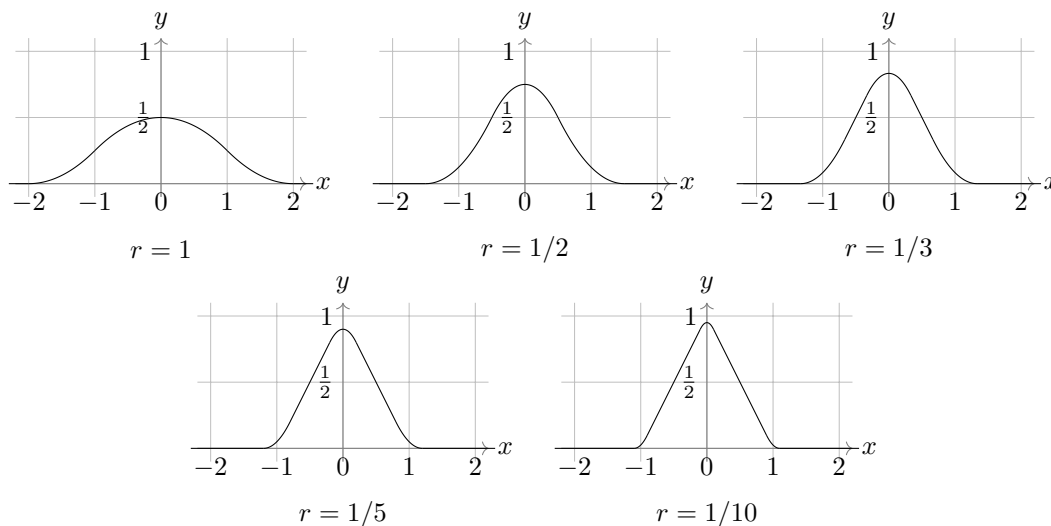 y y y
1 1 1
1/2 1/2 1/2
x x x
−2 −1 0 1 2 −2 −1 0 1 2 −2 −1 0 1 2
r = 1 r = 1/2 r = 1/3
y y
1 1
1/2 1/2
x x
−2 −1 0 1 2 −2 −1 0 1 2
r = 1/5 r = 1/10